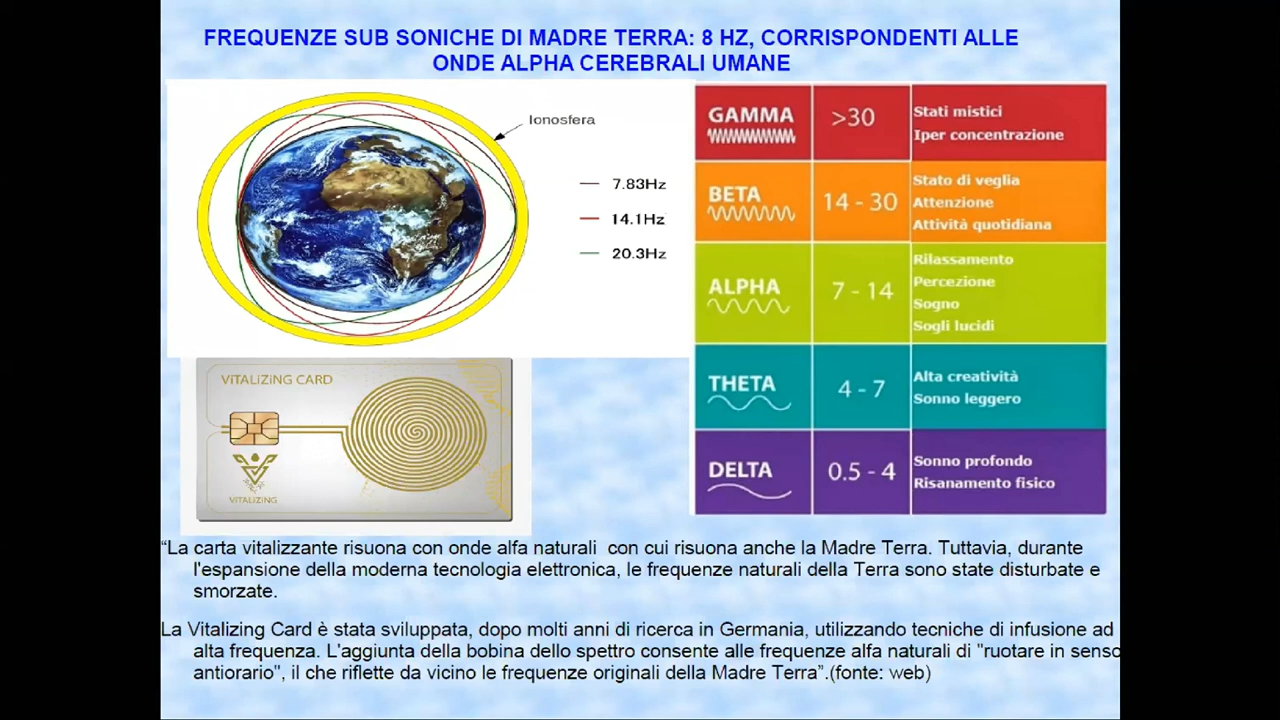 FREQUENZE SUB SONICHE DI MADRE TERRA: 8 HZ, CORRISPONDENTI ALLE
ONDE ALPHA CEREBRALI UMANE
Ionosfera
7.83Hz
14.1Hz
20.3Hz
GAMMA
>30
Stati mistici
Iper concentrazione
BETA
14 - 30
Stato di veglia
Attenzione
Attività quotidiana
ALPHA
7 - 14
Rilassamento
Percezione
Sogno
Sogli lucidi
THETA
4 - 7
Alta creatività
Sonno leggero
DELTA
0.5 - 4
Sonno profondo
Risanamento fisico
VITALIZING CARD
VITALIZING
“La carta vitalizzante risuona con onde alfa naturali con cui risuona anche la Madre Terra. Tuttavia, durante
l'espansione della moderna tecnologia elettronica, le frequenze naturali della Terra sono state disturbate e
smorzate.
La Vitalizing Card è stata sviluppata, dopo molti anni di ricerca in Germania, utilizzando tecniche di infusione ad
alta frequenza. L'aggiunta della bobina dello spettro consente alle frequenze alfa naturali di "ruotare in senso
antiorario", il che riflette da vicino le frequenze originali della Madre Terra”.(fonte: web)